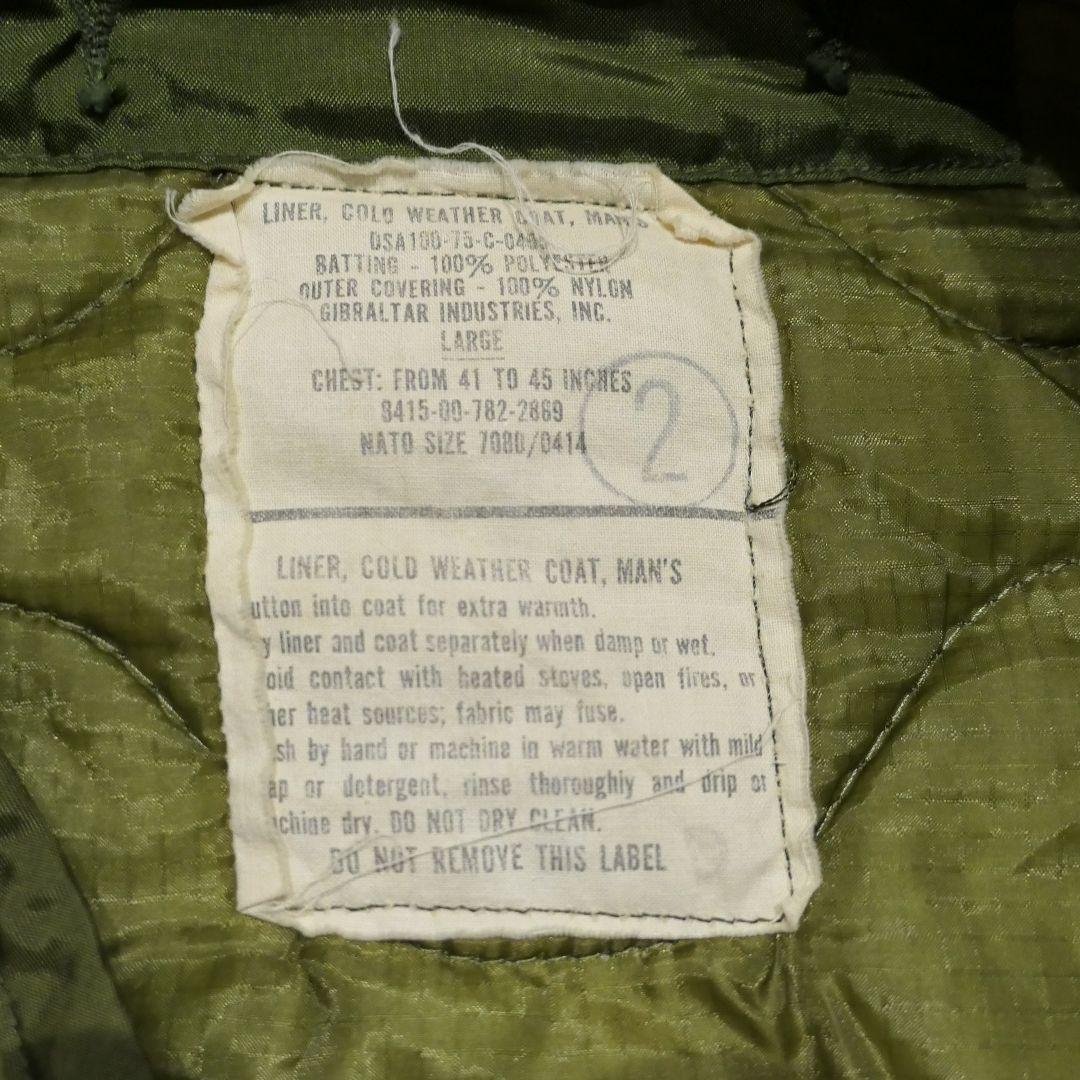 LINER, COLD WEATHER COAT, MAN'S
DSA100-75-C-040
BATTING - 100% POLYESTER
OUTER COVERING - 100% NYLON
GIBRALTAR INDUSTRIES, INC.
LARGE
CHEST: FROM 41 TO 45 INCHES
8415-00-782-2869
NATO SIZE 7080/0414
2
LINER, COLD WEATHER COAT, MAN'S
utton into coat for extra warmth.
y liner and coat separately when damp or wet.
oid contact with heated stoves, open fires, or
her heat sources; fabric may fuse.
sh by hand or machine in warm water with mild
ap or detergent, rinse thoroughly and drip or
chine dry. DO NOT DRY CLEAN.
DO NOT REMOVE THIS LABEL
D